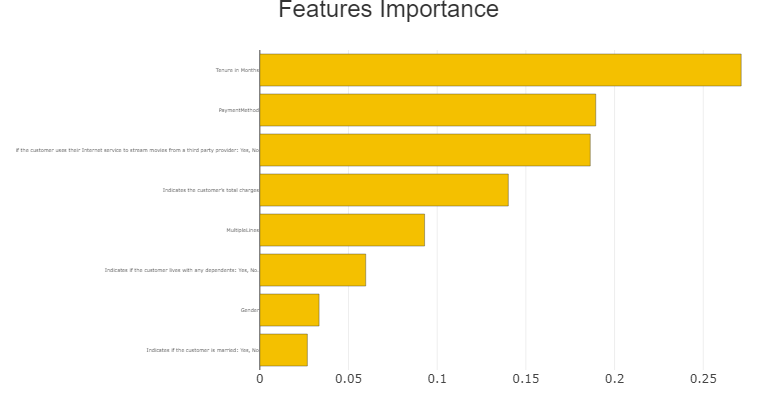 Features Importance
Tenure in Months
PaymentMethod
If the customer uses their Internet service to stream movies from a third party provider: Yes, No
Indicates the customer's total charges
MultipleLines
Indicates if the customer lives with any dependents: Yes, No.
Gender
Indicates if the customer is married: Yes, No
0 0.05 0.1 0.15 0.2 0.25